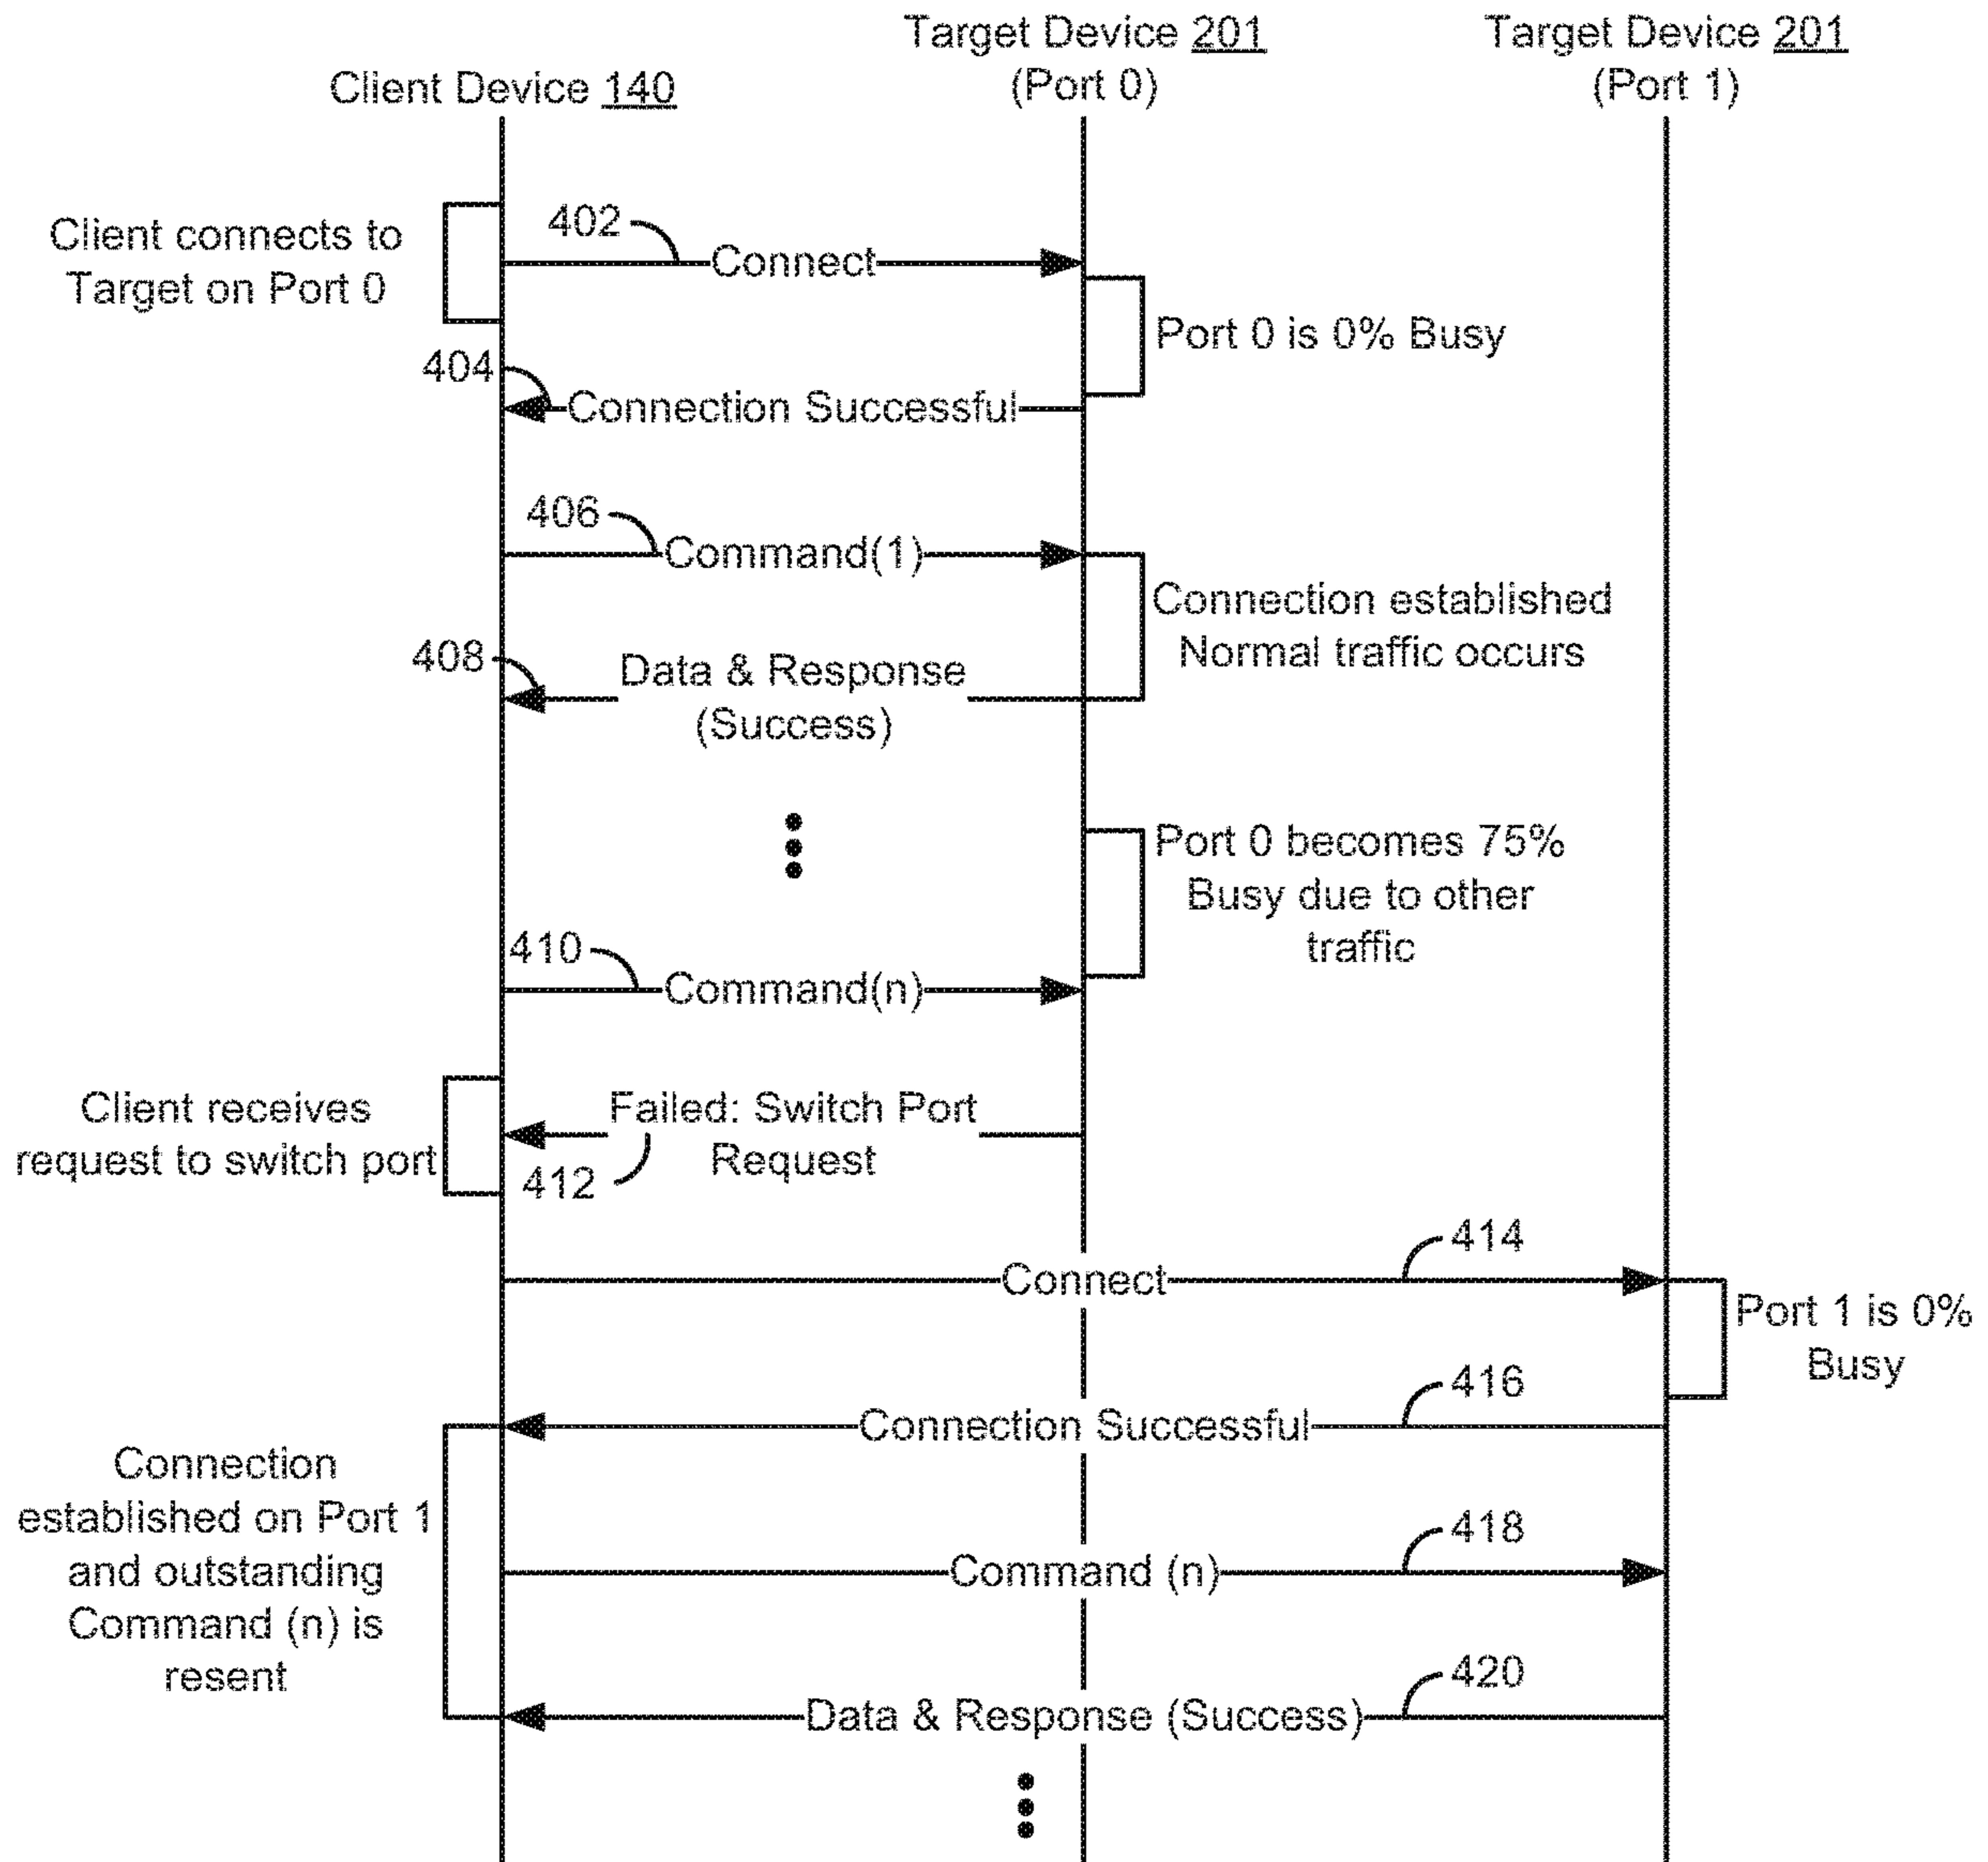 Target Device 201
Target Device 201
Client Device 140
(Port 0)
(Port 1)
Client connects to
Target on Port 0
402
Connect
Port 0 is 0% Busy
404
Connection Successful
406
Command(1)
Connection established
Normal traffic occurs
408
Data & Response
(Success)
Port 0 becomes 75%
Busy due to other
traffic
410
Command(n)
Client receives
request to switch port
Failed: Switch Port
Request
412
414
Connect
Port 1 is 0%
Busy
416
Connection Successful
Connection
established on Port 1
and outstanding
Command (n) is
resent
418
Command (n)
420
Data & Response (Success)